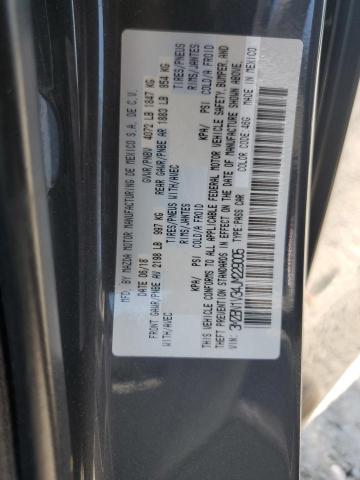 MFD. BY MAZDA MOTOR MANUFACTURING DE MEXICO S.A. DE C.V.
DATE 06/18 GVWR/PNBV 4072 LB 1847 KG
FRONT GAWR/PNBE AV 2198 LB 997 KG REAR GAWR/PNBE AR 1883 LB 854 KG
WITH/AVEC TIRES/PNEUS WITH/AVEC TIRES/PNEUS
RIMS/JANTES RIMS/JANTES
KPA/ PSI COLD/A FROID KPA/ PSI COLD/A FROID
THIS VEHICLE CONFORMS TO ALL APPLICABLE FEDERAL MOTOR VEHICLE SAFETY, BUMPER, AND
THEFT PREVENTION STANDARDS IN EFFECT ON THE DATE OF MANUFACTURE SHOWN ABOVE.
VIN: TYPE: PASS CAR COLOR CODE 46G MADE IN MEXICO